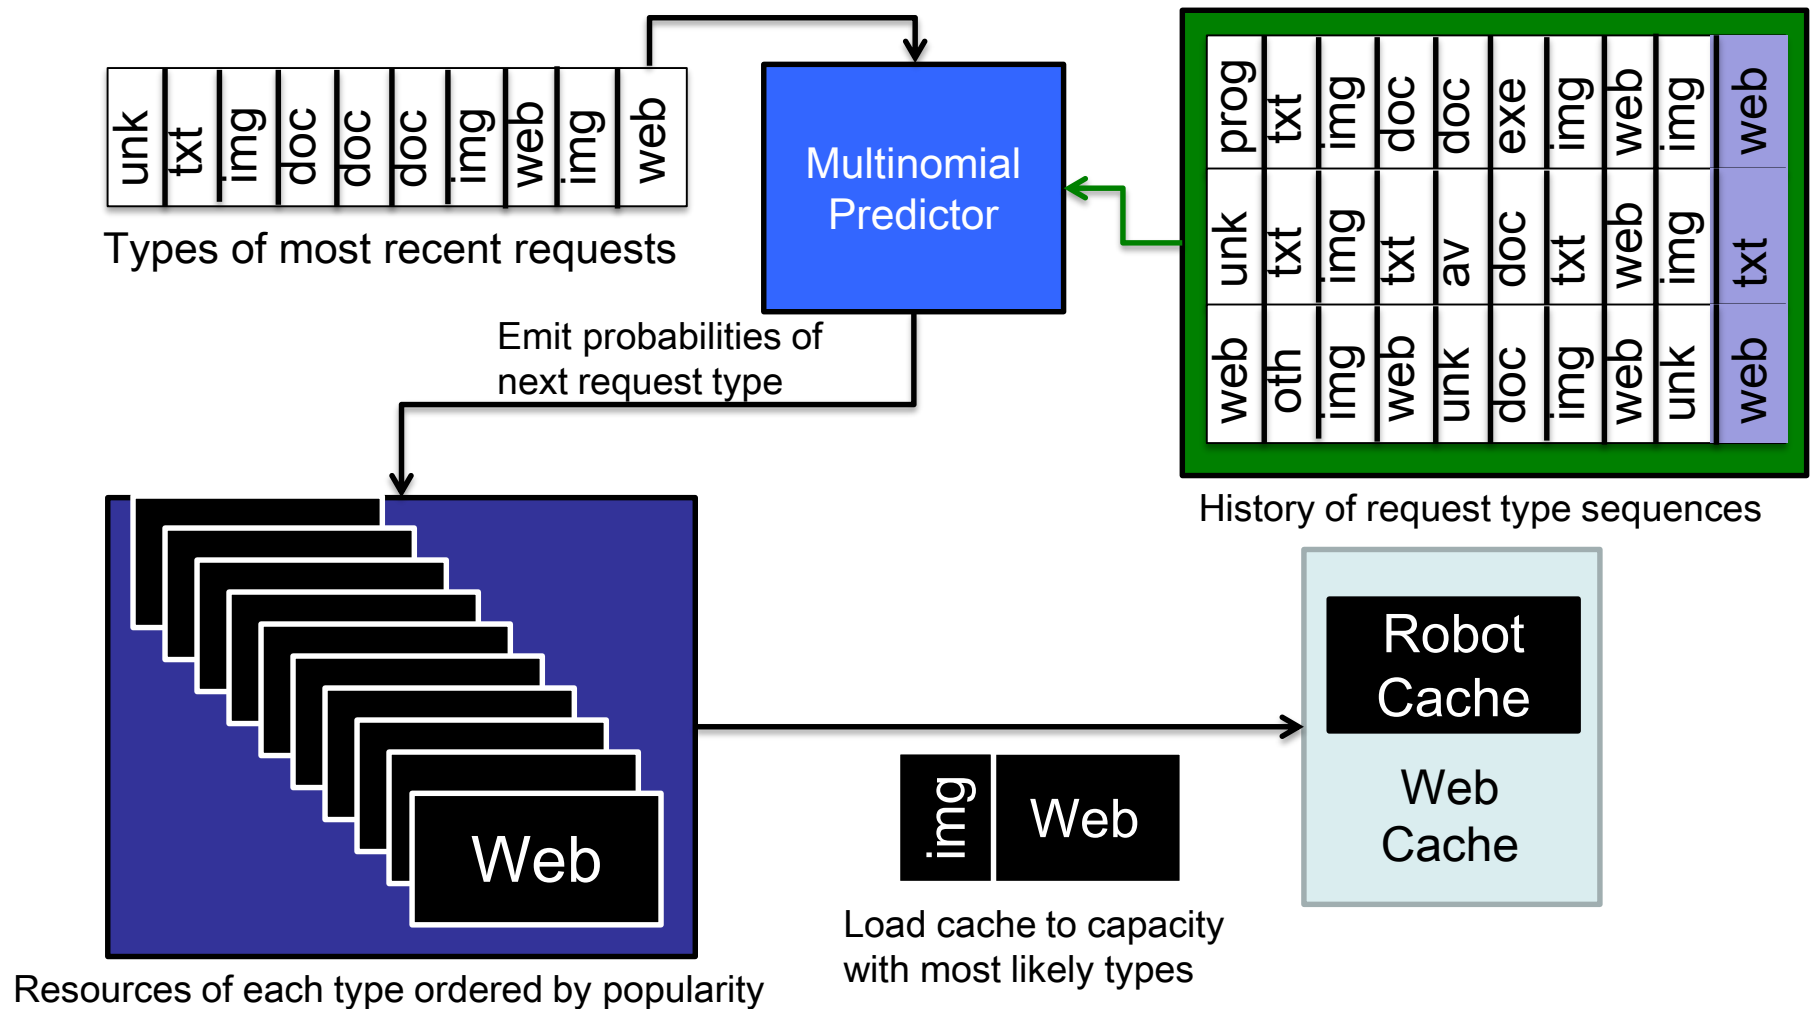 unk txt img doc doc doc img web img web
Types of most recent requests
Multinomial
Predictor
prog txt img doc doc exe img web img web
unk txt img txt av doc txt web img txt
web oth img web unk doc img web unk web
History of request type sequences
Emit probabilities of
next request type
Web
Resources of each type ordered by popularity
img Web
Load cache to capacity
with most likely types
Robot
Cache
Web
Cache